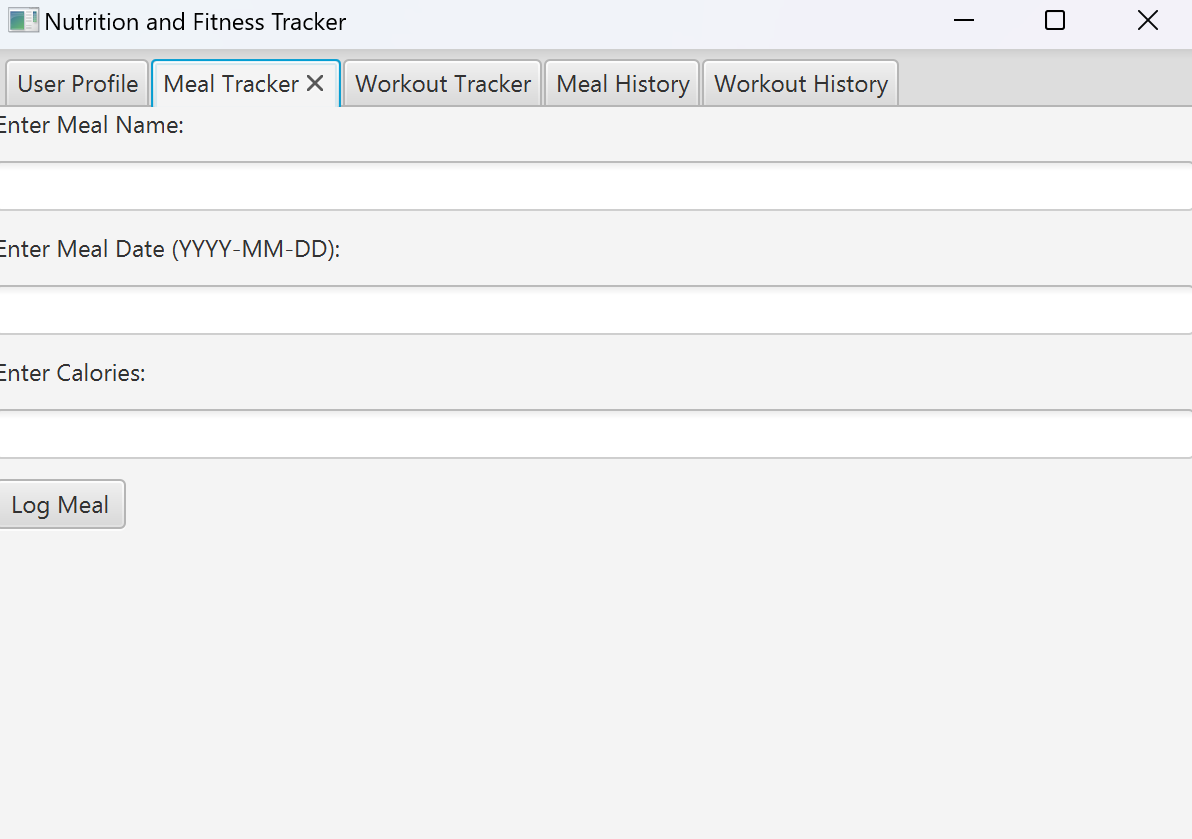 Nutrition and Fitness Tracker
User Profile Meal Tracker Workout Tracker Meal History Workout History
Enter Meal Name:
Enter Meal Date (YYYY-MM-DD):
Enter Calories:
Log Meal